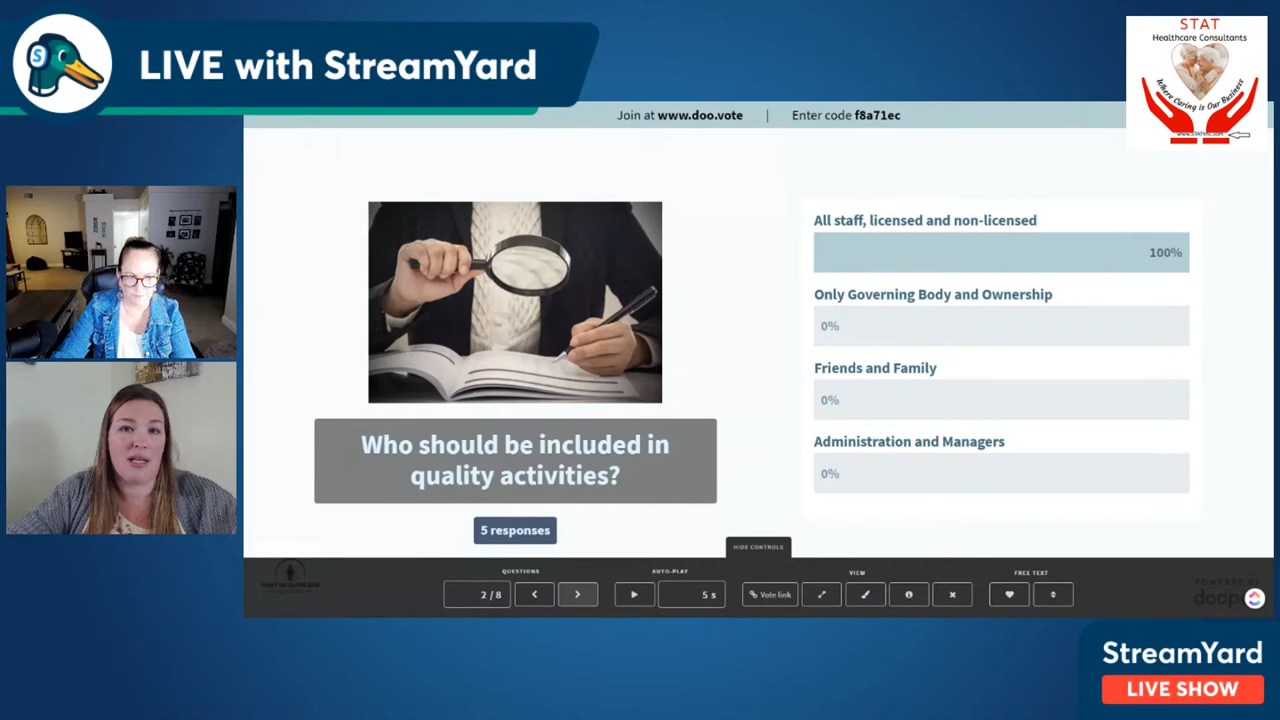 S
LIVE with StreamYard
STAT
Healthcare Consultants
Where Caring is Our Business
Join at www.doo.vote | Enter code f8a71ec
All staff, licensed and non-licensed
100%
Only Governing Body and Ownership
0%
Friends and Family
0%
Administration and Managers
0%
Who should be included in
quality activities?
5 responses
HIDE CONTROLS
QUESTIONS
AUTO-PLAY
VIEW
FREE TEXT
2 / 8
5 s
Vote link
POWERED BY
StreamYard
LIVE SHOW